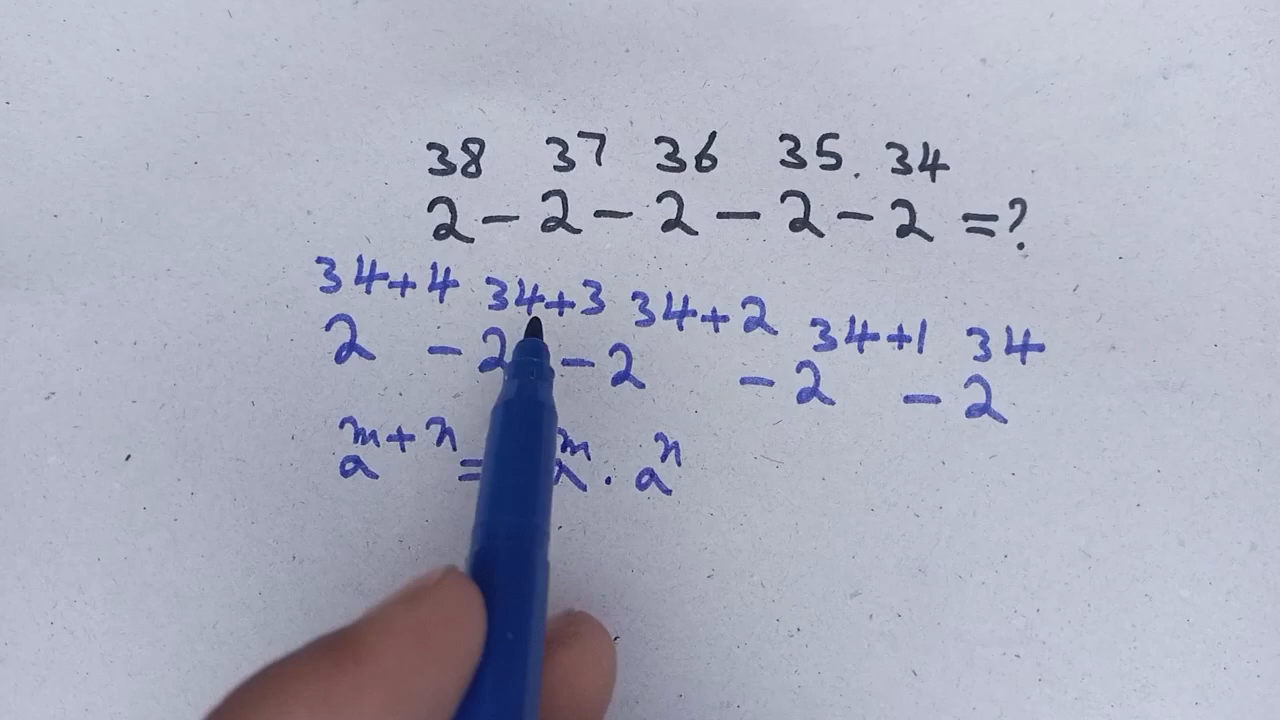 38 37 36 35. 34
2 - 2 - 2 - 2 - 2 =?
34+4 34+3 34+2 34+1 34
2 - 2 - 2 - 2 - 2
m+n m n
a = a . a